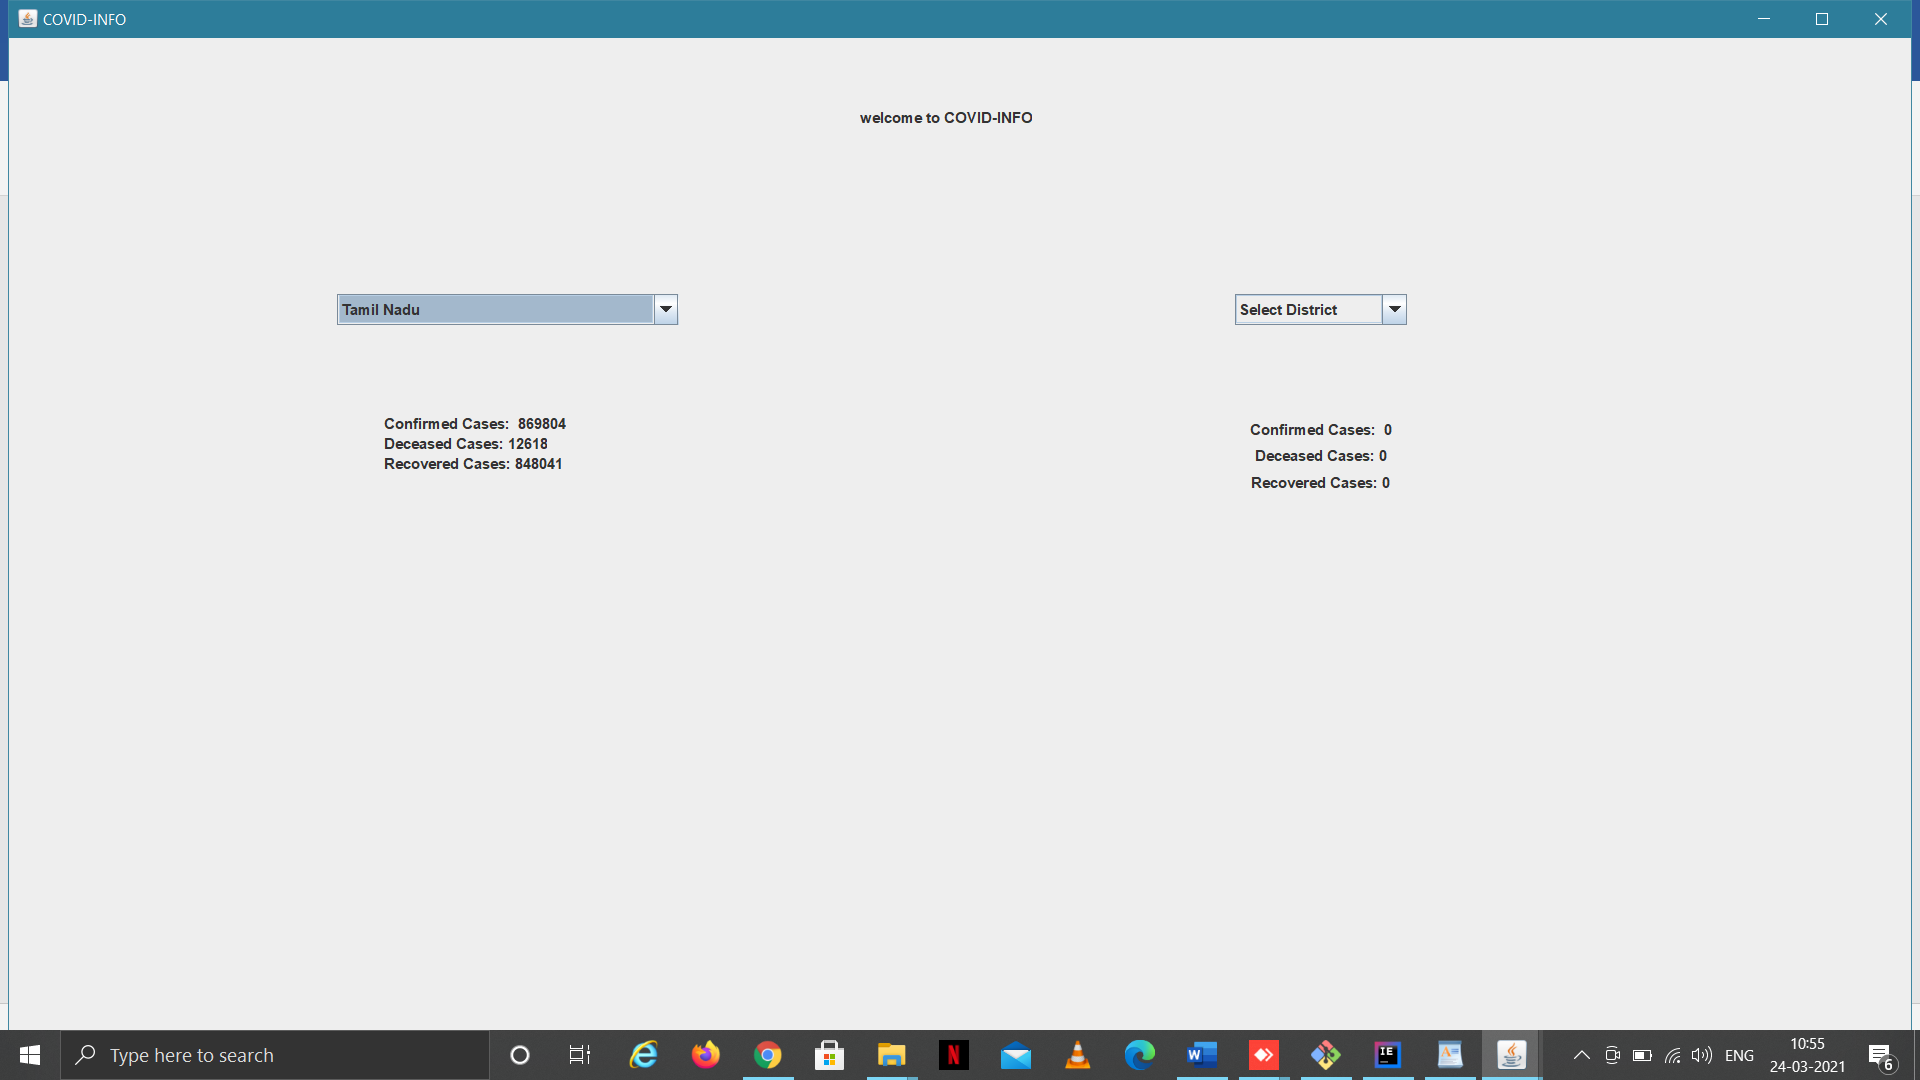 COVID-INFO
welcome to COVID-INFO
Tamil Nadu
Select District
Confirmed Cases:  869804
Deceased Cases: 12618
Recovered Cases: 848041
Confirmed Cases:  0
Deceased Cases: 0
Recovered Cases: 0
Type here to search
N
W
IE
ENG
10:55
24-03-2021
6